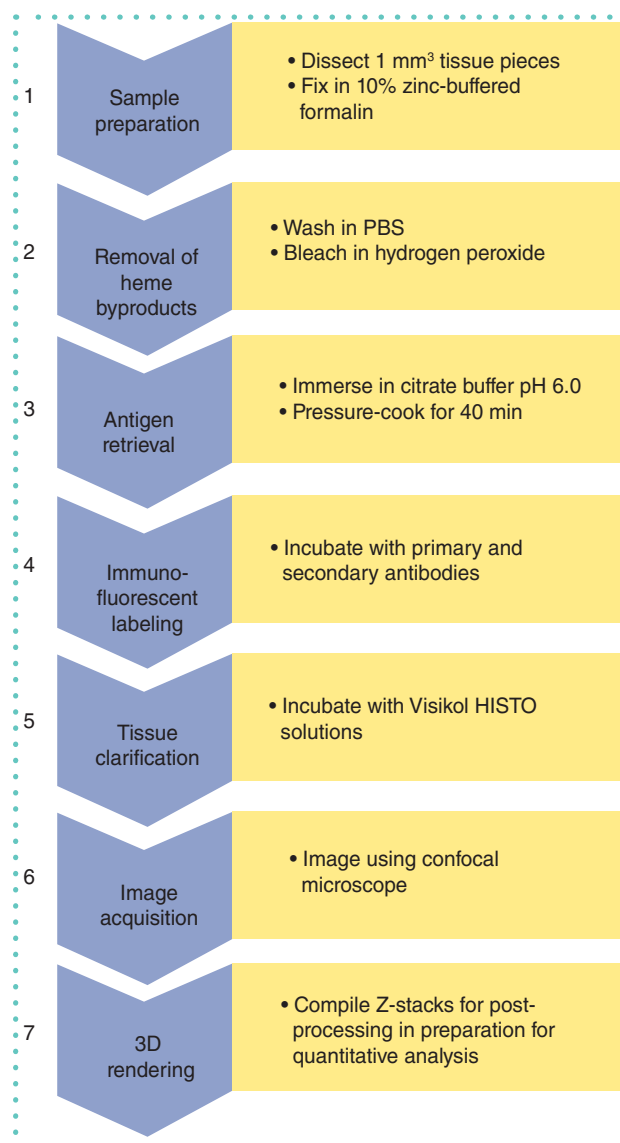 1
Sample
preparation
• Dissect 1 mm³ tissue pieces
• Fix in 10% zinc-buffered
formalin
2
Removal of
heme
byproducts
• Wash in PBS
• Bleach in hydrogen peroxide
3
Antigen
retrieval
• Immerse in citrate buffer pH 6.0
• Pressure-cook for 40 min
4
Immuno-
fluorescent
labeling
• Incubate with primary and
secondary antibodies
5
Tissue
clarification
• Incubate with Visikol HISTO
solutions
6
Image
acquisition
• Image using confocal
microscope
7
3D
rendering
• Compile Z-stacks for post-
processing in preparation for
quantitative analysis